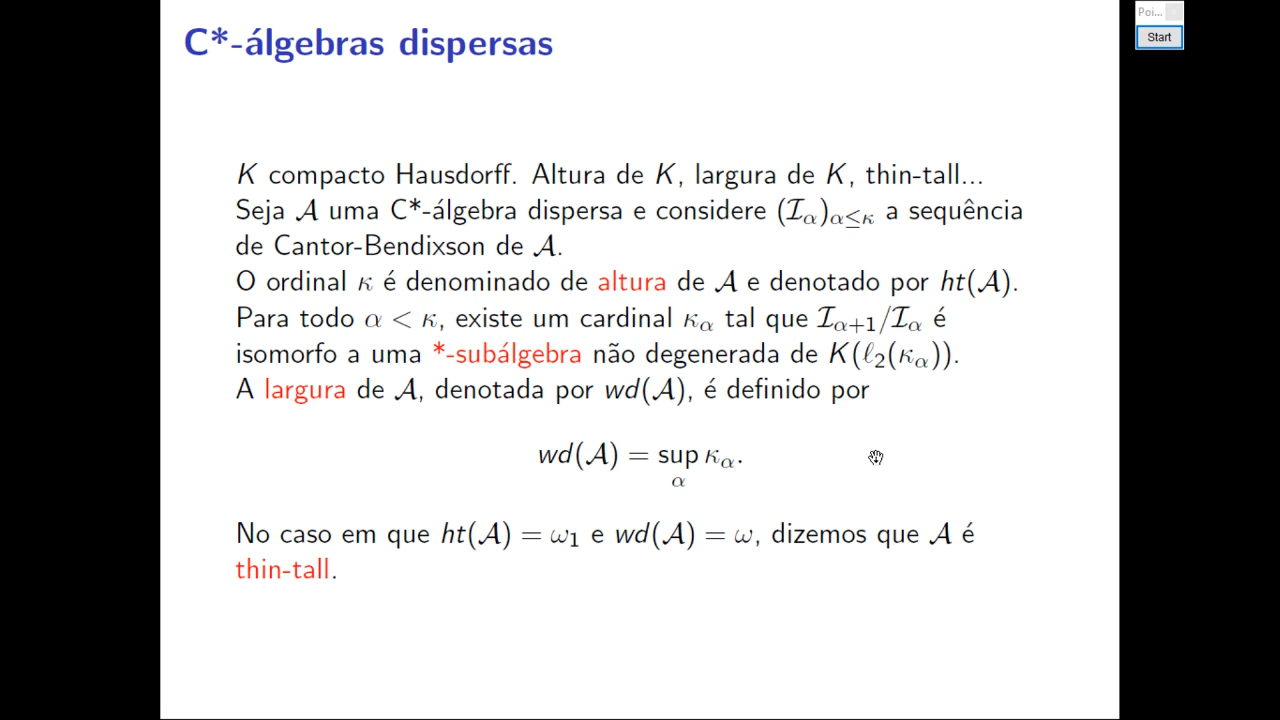 C*-álgebras dispersas
Poi...
Start
K compacto Hausdorff. Altura de K, largura de K, thin-tall...
Seja 𝒜 uma C*-álgebra dispersa e considere (ℐ_α)_{α≤κ} a sequência
de Cantor-Bendixson de 𝒜.
O ordinal κ é denominado de altura de 𝒜 e denotado por ht(𝒜).
Para todo α < κ, existe um cardinal κ_α tal que ℐ_{α+1}/ℐ_α é
isomorfo a uma *-subálgebra não degenerada de K(ℓ₂(κ_α)).
A largura de 𝒜, denotada por wd(𝒜), é definido por
wd(𝒜) = sup κ_α.
α
No caso em que ht(𝒜) = ω₁ e wd(𝒜) = ω, dizemos que 𝒜 é
thin-tall.